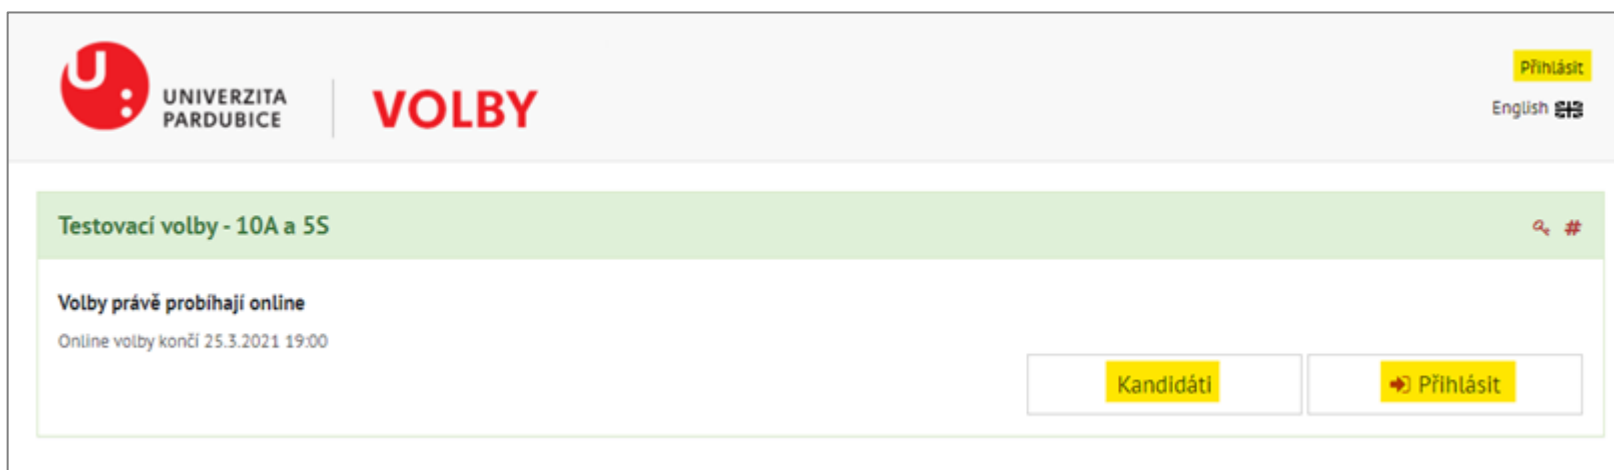 Přihlásit
English
UNIVERZITA
PARDUBICE
VOLBY
Testovací volby - 10A a 5S
#
Volby právě probíhají online
Online volby končí 25.3.2021 19:00
Kandidáti
Přihlásit